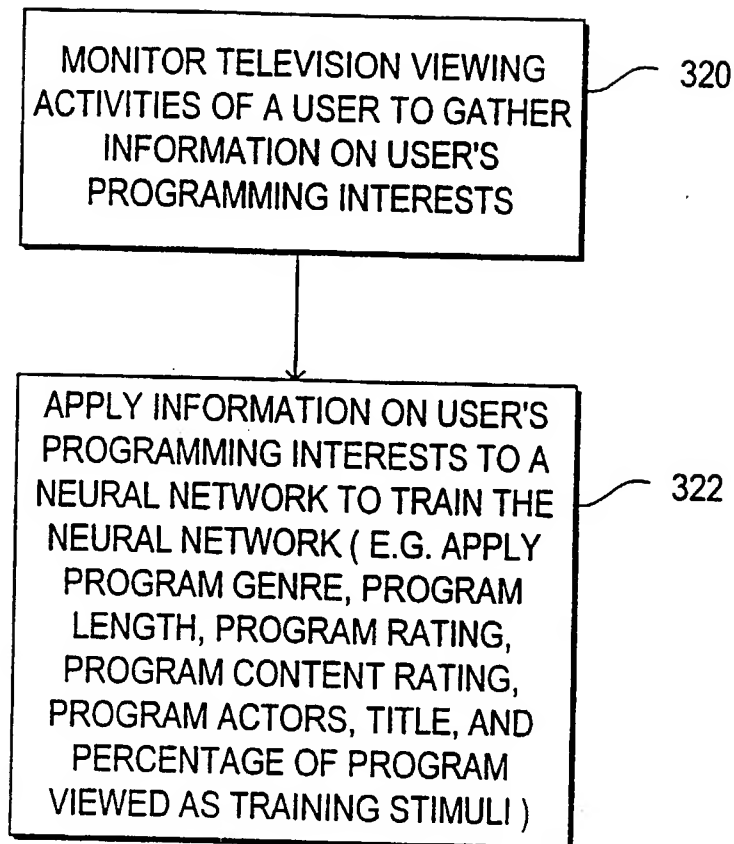 MONITOR TELEVISION VIEWING
ACTIVITIES OF A USER TO GATHER
INFORMATION ON USER'S
PROGRAMMING INTERESTS
320
APPLY INFORMATION ON USER'S
PROGRAMMING INTERESTS TO A
NEURAL NETWORK TO TRAIN THE
NEURAL NETWORK ( E.G. APPLY
PROGRAM GENRE, PROGRAM
LENGTH, PROGRAM RATING,
PROGRAM CONTENT RATING,
PROGRAM ACTORS, TITLE, AND
PERCENTAGE OF PROGRAM
VIEWED AS TRAINING STIMULI )
322